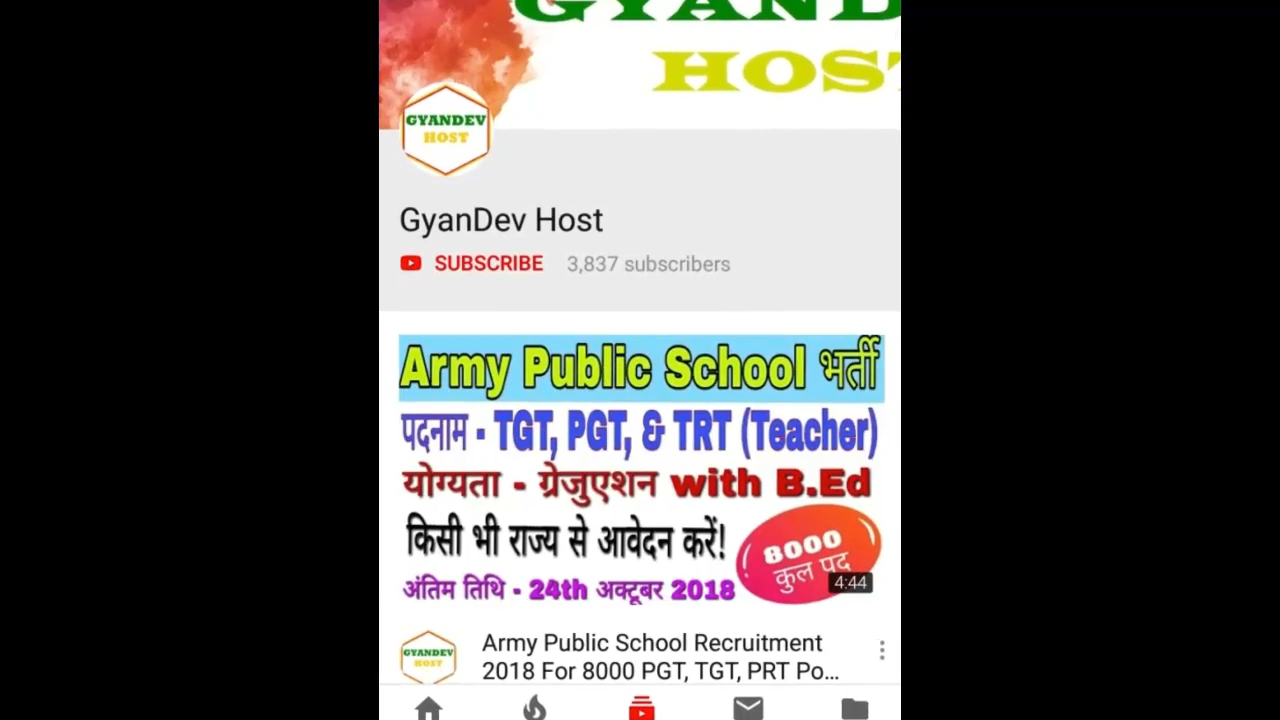 HOST
GYANDEV
HOST
GyanDev Host
SUBSCRIBE 3,837 subscribers
Army Public School भर्ती
पदनाम - TGT, PGT, & TRT (Teacher)
योग्यता - ग्रेजुएशन with B.Ed
किसी भी राज्य से आवेदन करें!
8000
कुल पद
4:44
अंतिम तिथि - 24th अक्टूबर 2018
GYANDEV
HOST
Army Public School Recruitment
2018 For 8000 PGT, TGT, PRT Po...